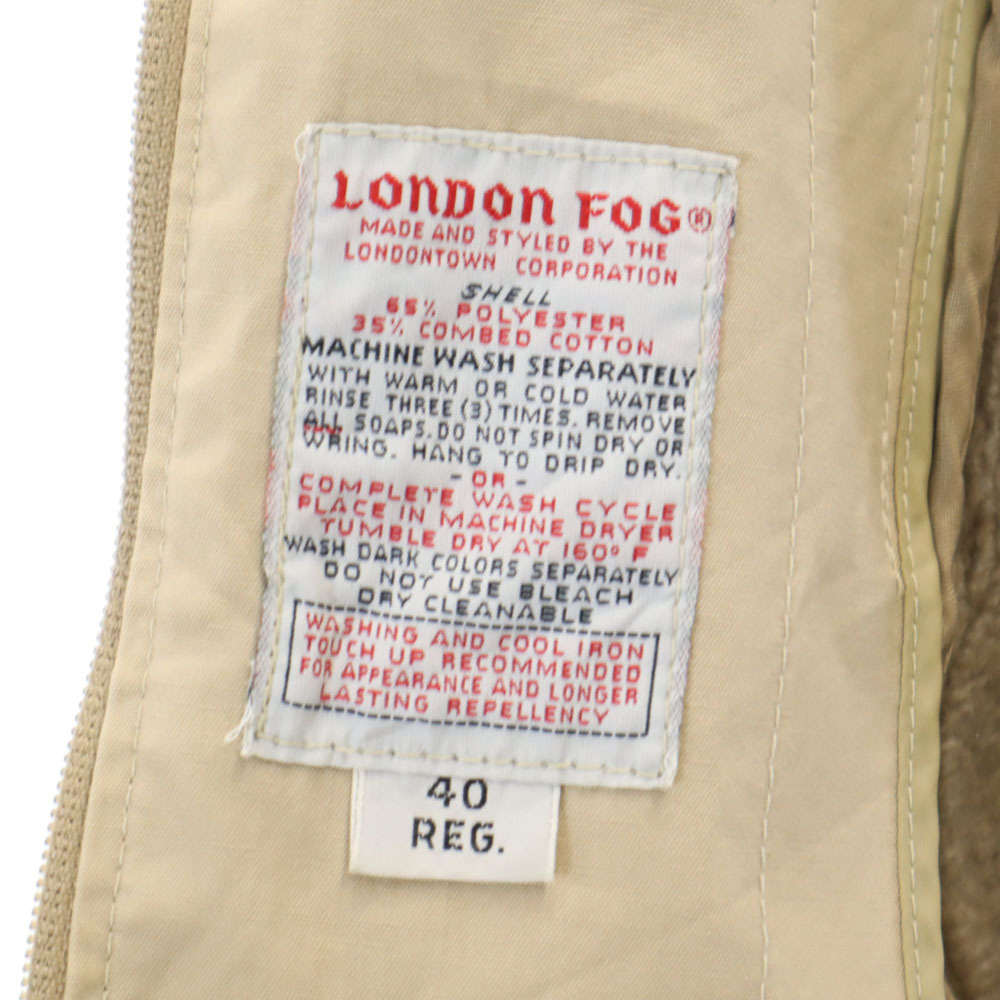 LONDON FOG®
MADE AND STYLED BY THE
LONDONTOWN CORPORATION
SHELL
65% POLYESTER
35% COMBED COTTON
MACHINE WASH SEPARATELY
WITH WARM OR COLD WATER
RINSE THREE (3) TIMES. REMOVE
ALL SOAPS. DO NOT SPIN DRY OR
WRING. HANG TO DRIP DRY.
- OR -
COMPLETE WASH CYCLE
PLACE IN MACHINE DRYER
TUMBLE DRY AT 160° F
WASH DARK COLORS SEPARATELY
DO NOT USE BLEACH
DRY CLEANABLE
WASHING AND COOL IRON
TOUCH UP RECOMMENDED
FOR APPEARANCE AND LONGER
LASTING REPELLENCY
40
REG.